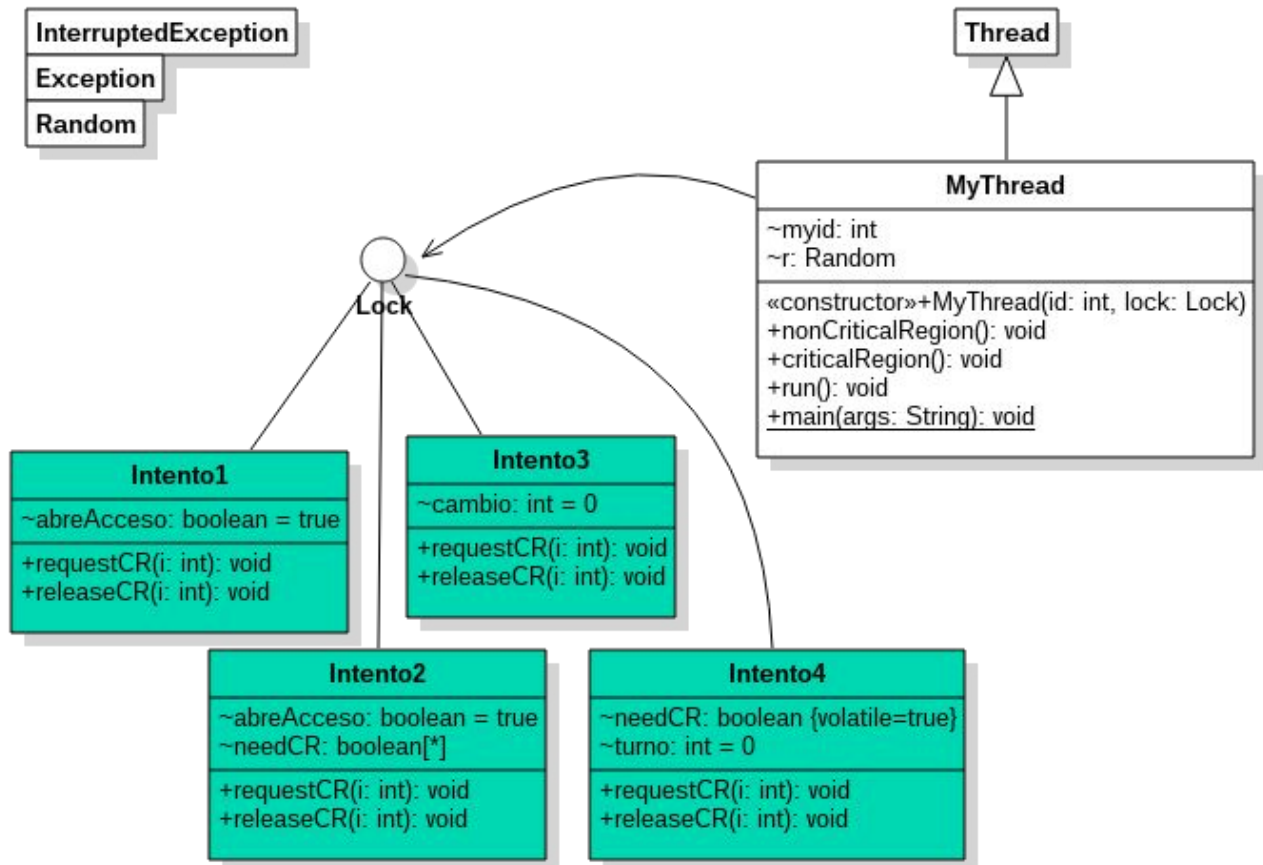 InterruptedException
Exception
Random
Thread
MyThread
~myid: int
~r: Random
«constructor»+MyThread(id: int, lock: Lock)
+nonCriticalRegion(): void
+criticalRegion(): void
+run(): void
+main(args: String): void
Lock
Intento1
~abreAcceso: boolean = true
+requestCR(i: int): void
+releaseCR(i: int): void
Intento3
~cambio: int = 0
+requestCR(i: int): void
+releaseCR(i: int): void
Intento2
~abreAcceso: boolean = true
~needCR: boolean[*]
+requestCR(i: int): void
+releaseCR(i: int): void
Intento4
~needCR: boolean {volatile=true}
~turno: int = 0
+requestCR(i: int): void
+releaseCR(i: int): void